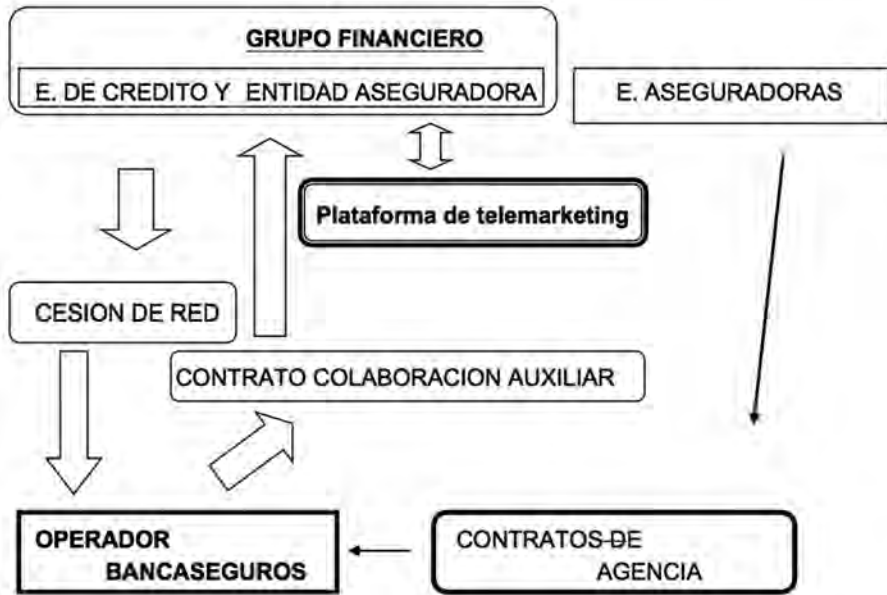 GRUPO FINANCIERO
E. DE CREDITO Y ENTIDAD ASEGURADORA
E. ASEGURADORAS
Plataforma de telemarketing
CESION DE RED
CONTRATO COLABORACION AUXILIAR
OPERADOR
BANCASEGUROS
CONTRATOS DE
AGENCIA